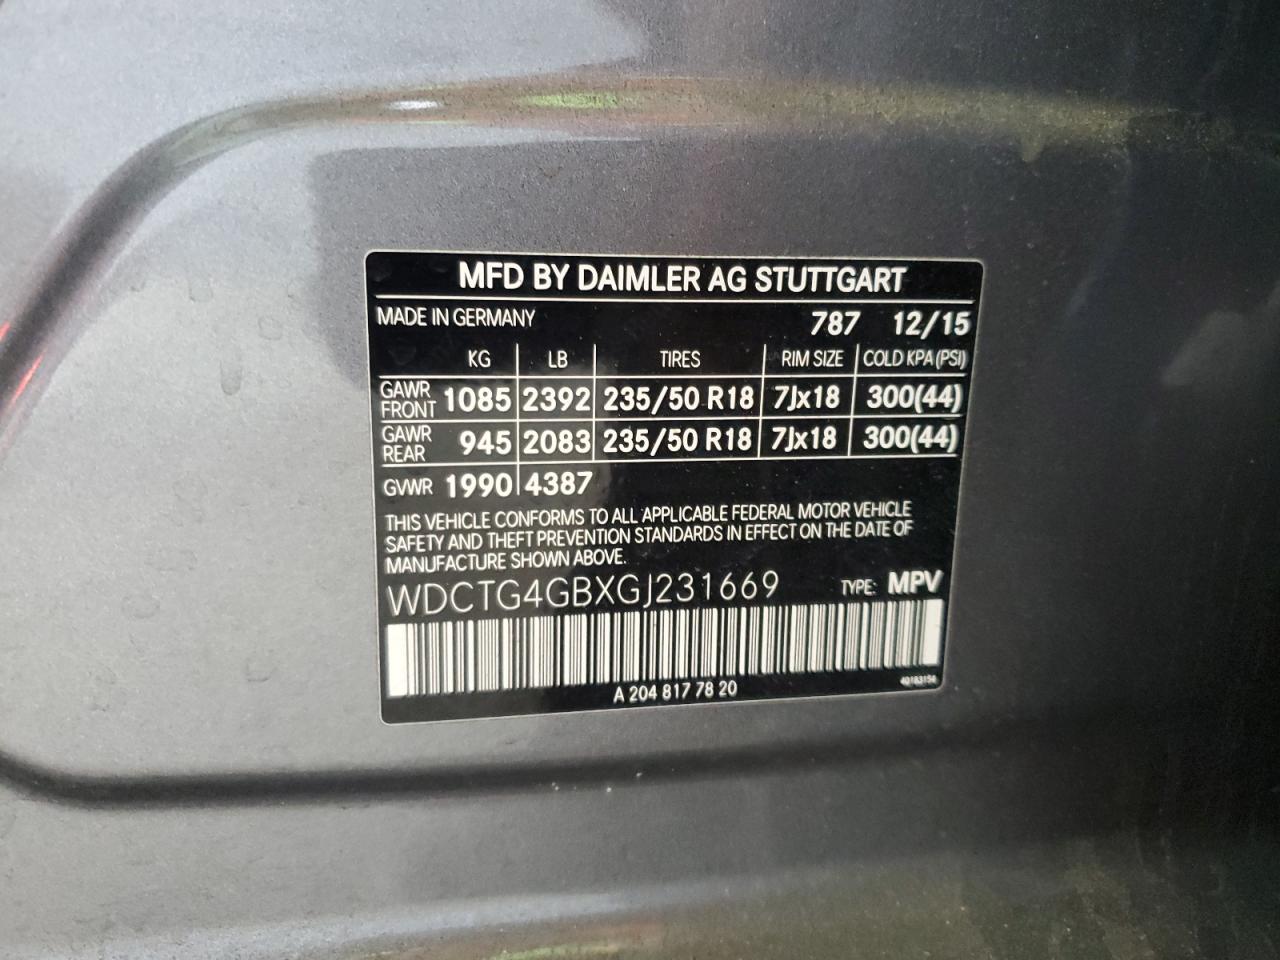 MFD BY DAIMLER AG STUTTGART
MADE IN GERMANY 787 12/15
KG LB TIRES RIM SIZE COLD KPA (PSI)
GAWR FRONT 1085 2392 235/50 R18 7Jx18 300(44)
GAWR REAR 945 2083 235/50 R18 7Jx18 300(44)
GVWR 1990 4387
THIS VEHICLE CONFORMS TO ALL APPLICABLE FEDERAL MOTOR VEHICLE
SAFETY AND THEFT PREVENTION STANDARDS IN EFFECT ON THE DATE OF
MANUFACTURE SHOWN ABOVE.
WDCTG4GBXGJ231669 TYPE: MPV
A 204 817 78 20 40183154